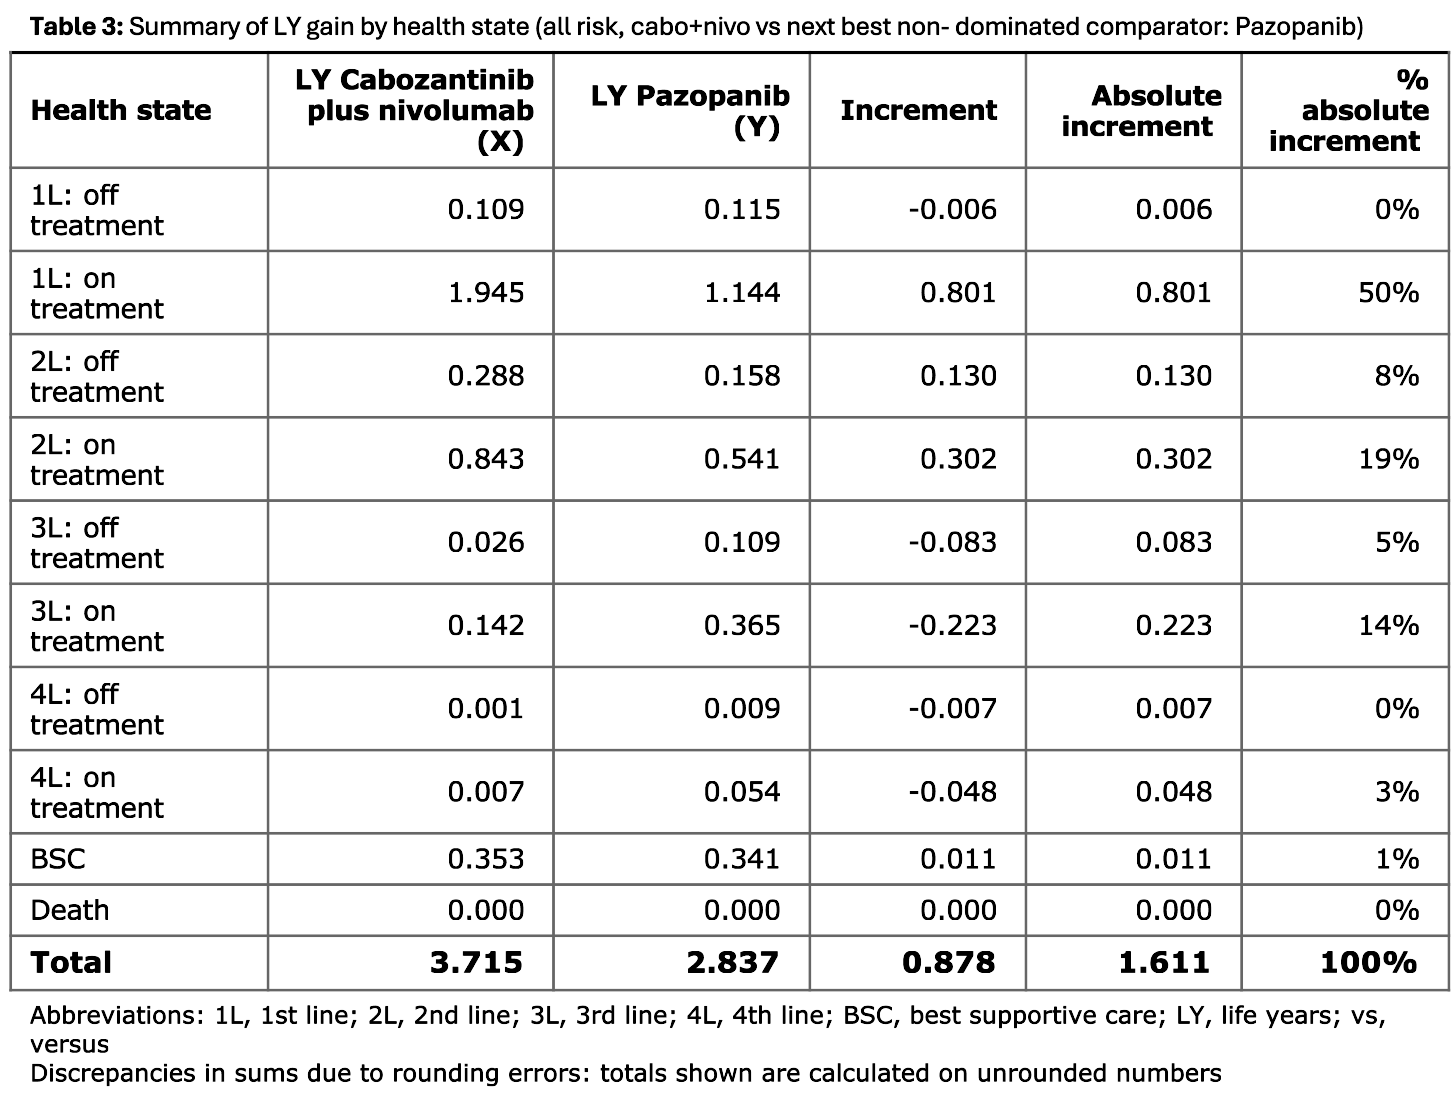 Table 3: Summary of LY gain by health state (all risk, cabo+nivo vs next best non- dominated comparator: Pazopanib)
Health state
LY Cabozantinib
plus nivolumab
(X)
LY Pazopanib
(Y)
Increment
Absolute
increment
%
absolute
increment
1L: off
treatment
0.109
0.115
-0.006
0.006
0%
1L: on
treatment
1.945
1.144
0.801
0.801
50%
2L: off
treatment
0.288
0.158
0.130
0.130
8%
2L: on
treatment
0.843
0.541
0.302
0.302
19%
3L: off
treatment
0.026
0.109
-0.083
0.083
5%
3L: on
treatment
0.142
0.365
-0.223
0.223
14%
4L: off
treatment
0.001
0.009
-0.007
0.007
0%
4L: on
treatment
0.007
0.054
-0.048
0.048
3%
BSC
0.353
0.341
0.011
0.011
1%
Death
0.000
0.000
0.000
0.000
0%
Total
3.715
2.837
0.878
1.611
100%
Abbreviations: 1L, 1st line; 2L, 2nd line; 3L, 3rd line; 4L, 4th line; BSC, best supportive care; LY, life years; vs,
versus
Discrepancies in sums due to rounding errors: totals shown are calculated on unrounded numbers